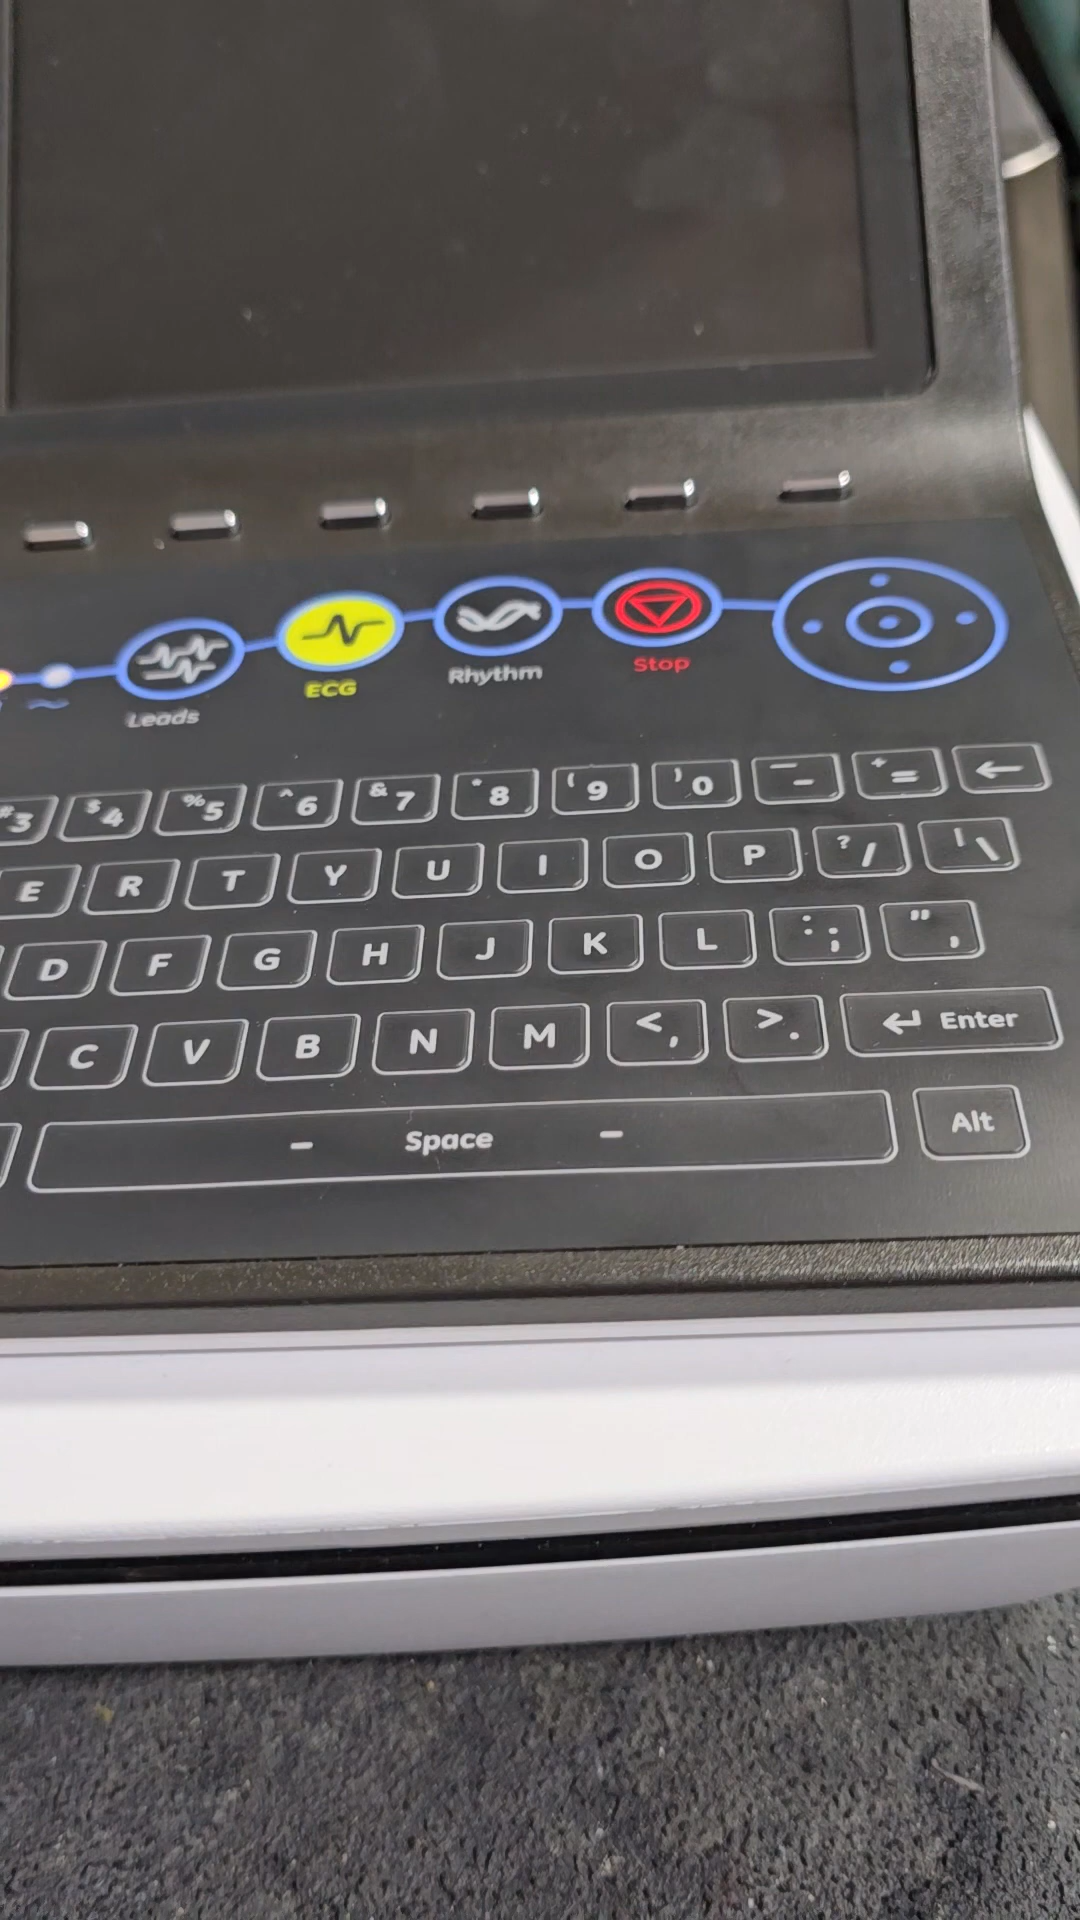 Leads ECG Rhythm Stop
# 3 $ 4 % 5 ^ 6 & 7 * 8 ( 9 ) 0 — - + = ←
E R T Y U I O P ? / | \
D F G H J K L : ; " ,
C V B N M < , > . ↵ Enter
- Space - Alt